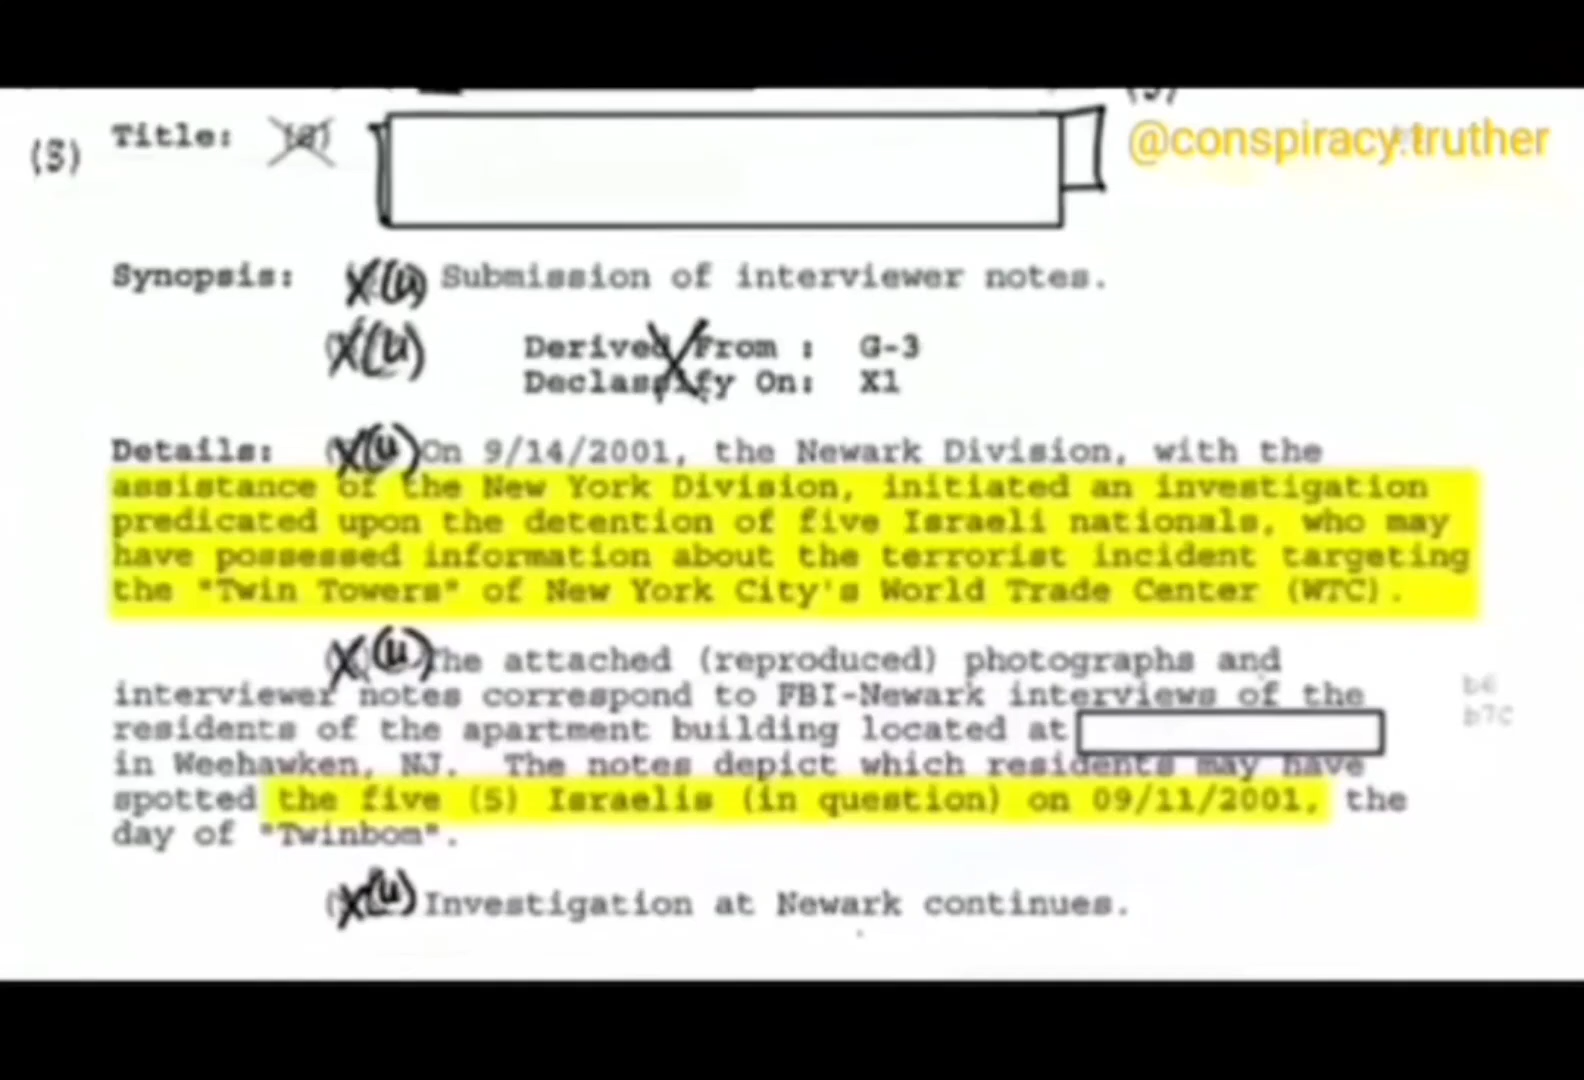 @conspiracy.truther
(S) Title:
Synopsis: X(u) Submission of interviewer notes.
X(u) Derived From : G-3
Declassify On: X1
Details: X(u) On 9/14/2001, the Newark Division, with the
assistance of the New York Division, initiated an investigation
predicated upon the detention of five Israeli nationals, who may
have possessed information about the terrorist incident targeting
the "Twin Towers" of New York City's World Trade Center (WTC).
X(u) The attached (reproduced) photographs and
interviewer notes correspond to FBI-Newark interviews of the b6
residents of the apartment building located at b7C
in Weehawken, NJ. The notes depict which residents may have
spotted the five (5) Israelis (in question) on 09/11/2001, the
day of "Twinbom".
X(u) Investigation at Newark continues.